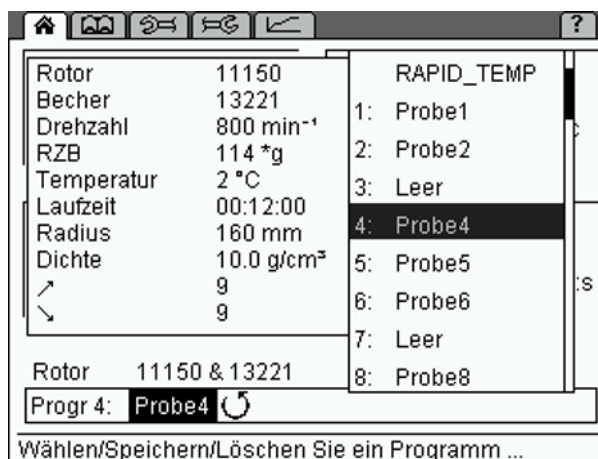 ?
Rotor 11150
Becher 13221
Drehzahl 800 min⁻¹
RZB 114 *g
Temperatur 2 °C
Laufzeit 00:12:00
Radius 160 mm
Dichte 10.0 g/cm³
↗ 9
↘ 9
RAPID_TEMP
1: Probe1
2: Probe2
3: Leer
4: Probe4
5: Probe5
6: Probe6
7: Leer
8: Probe8
:s
Rotor 11150 & 13221
Progr 4: Probe4
Wählen/Speichern/Löschen Sie ein Programm ...